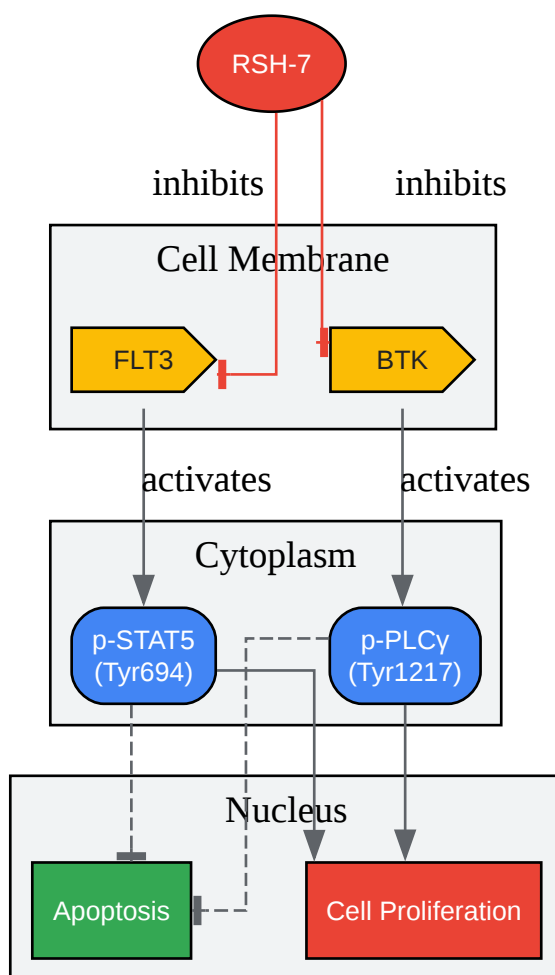 RSH-7
inhibits
inhibits
Cell Membrane
FLT3
BTK
activates
activates
Cytoplasm
p-STAT5
(Tyr694)
p-PLCγ
(Tyr1217)
Nucleus
Apoptosis
Cell Proliferation